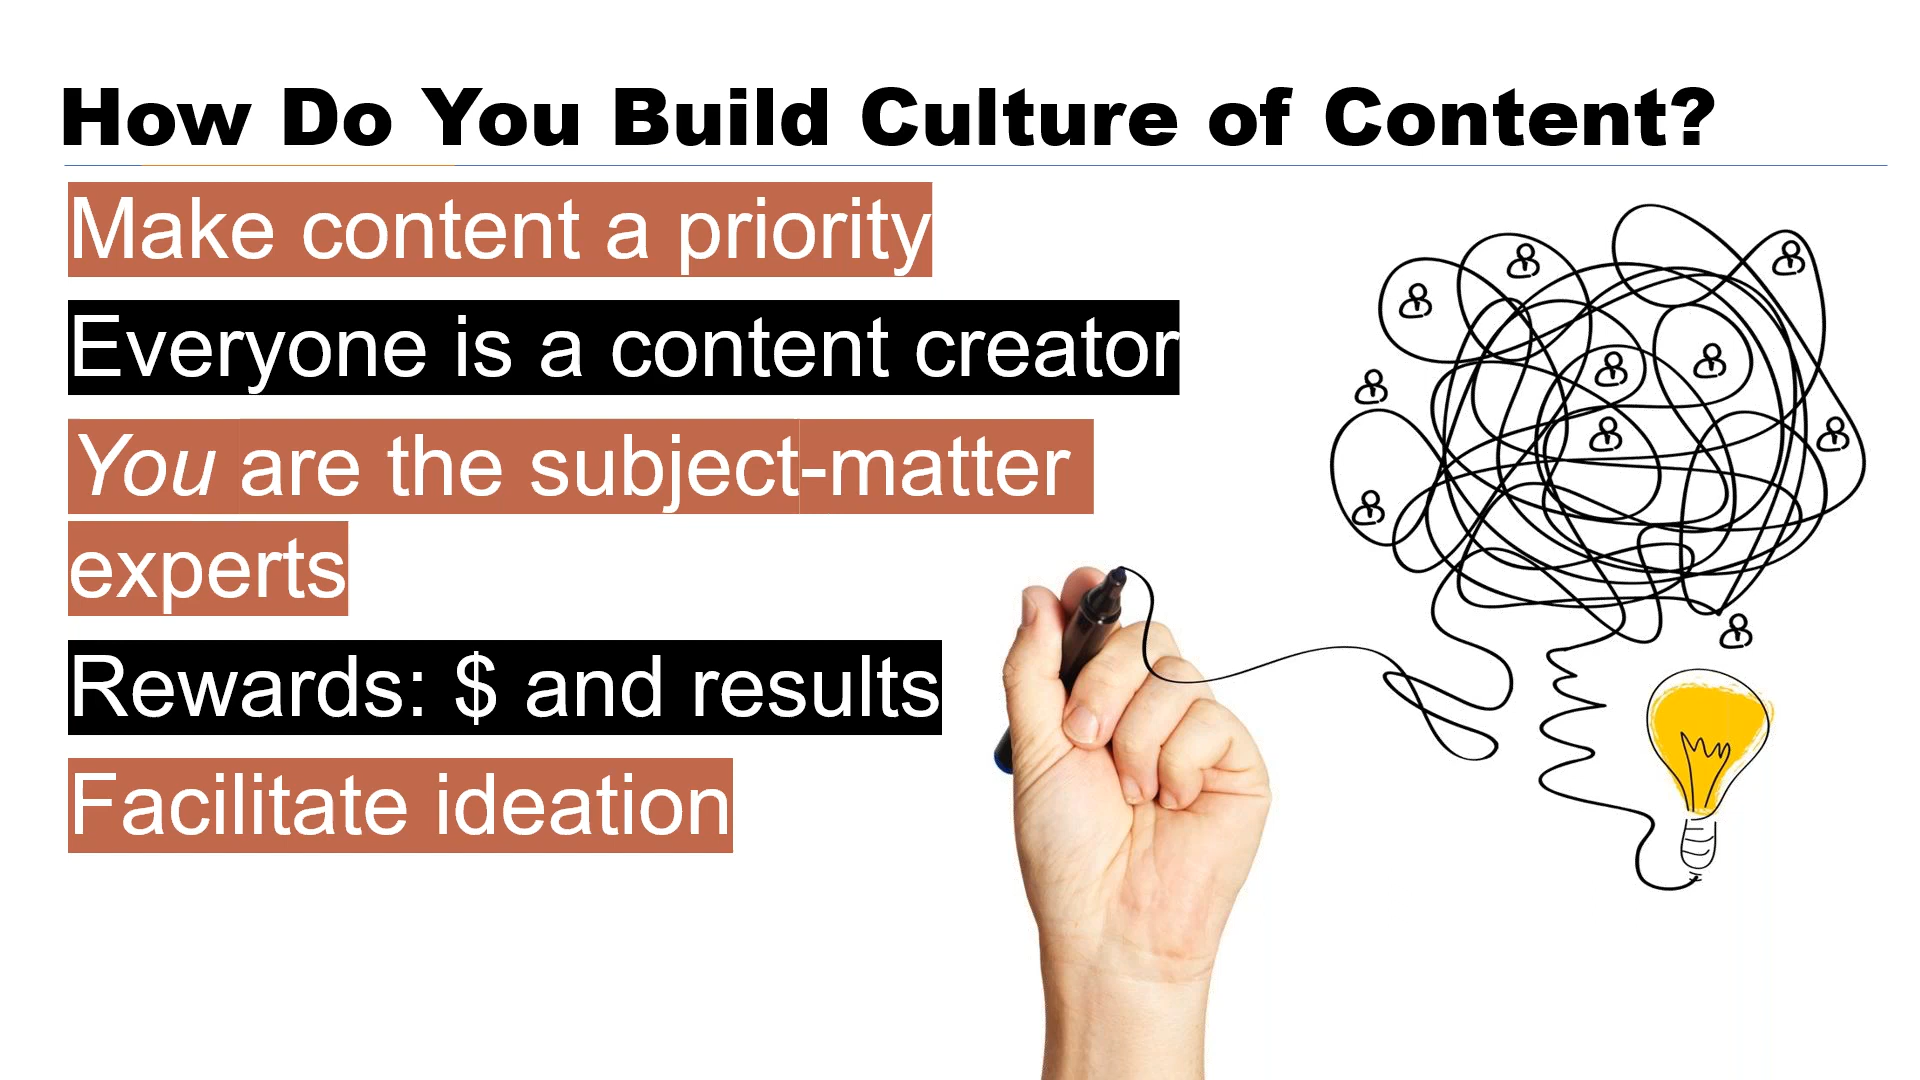 How Do You Build Culture of Content?
Make content a priority
Everyone is a content creator
You are the subject-matter
experts
Rewards: $ and results
Facilitate ideation